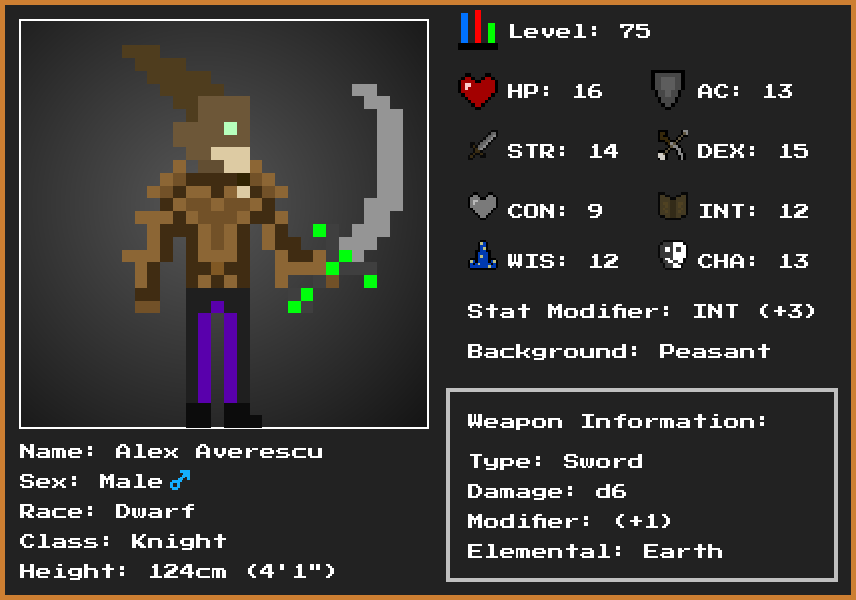 Level: 75
HP: 16
AC: 13
STR: 14
DEX: 15
CON: 9
INT: 12
WIS: 12
CHA: 13
Stat Modifier: INT (+3)
Background: Peasant
Weapon Information:
Type: Sword
Damage: d6
Modifier: (+1)
Elemental: Earth
Name: Alex Averescu
Sex: Male ♂
Race: Dwarf
Class: Knight
Height: 124cm (4'1")